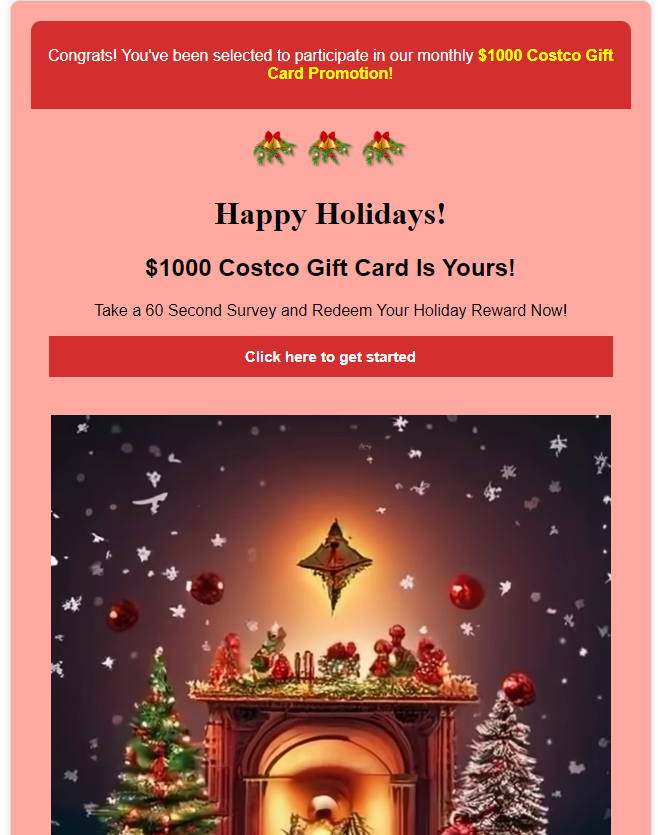 Congrats! You've been selected to participate in our monthly $1000 Costco Gift
Card Promotion!
Happy Holidays!
$1000 Costco Gift Card Is Yours!
Take a 60 Second Survey and Redeem Your Holiday Reward Now!
Click here to get started